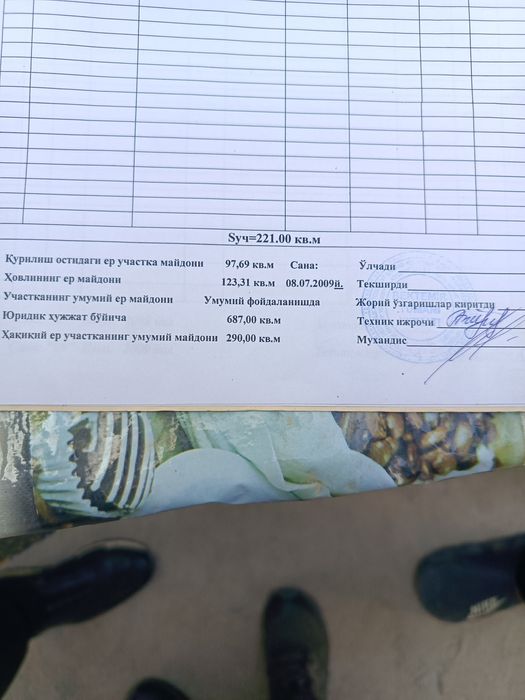 Sуч=221.00 кв.м
Қурилиш остидаги ер участка майдони 97,69 кв.м Сана: Ўлчади
Ҳовлининг ер майдони 123,31 кв.м 08.07.2009й. Текширди
Участканинг умумий ер майдони Умумий фойдаланишда Жорий ўзгаришлар киритди
Юридик ҳужжат бўйича 687,00 кв.м Техник ижрочи
Ҳақиқий ер участканинг умумий майдони 290,00 кв.м Муҳандис